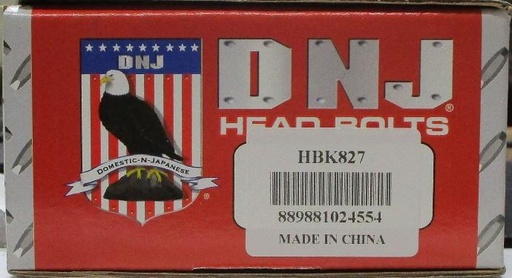 DNJ
DOMESTIC-N-JAPANESE
®
DNJ®
HEAD BOLTS
HBK827
889881024554
MADE IN CHINA